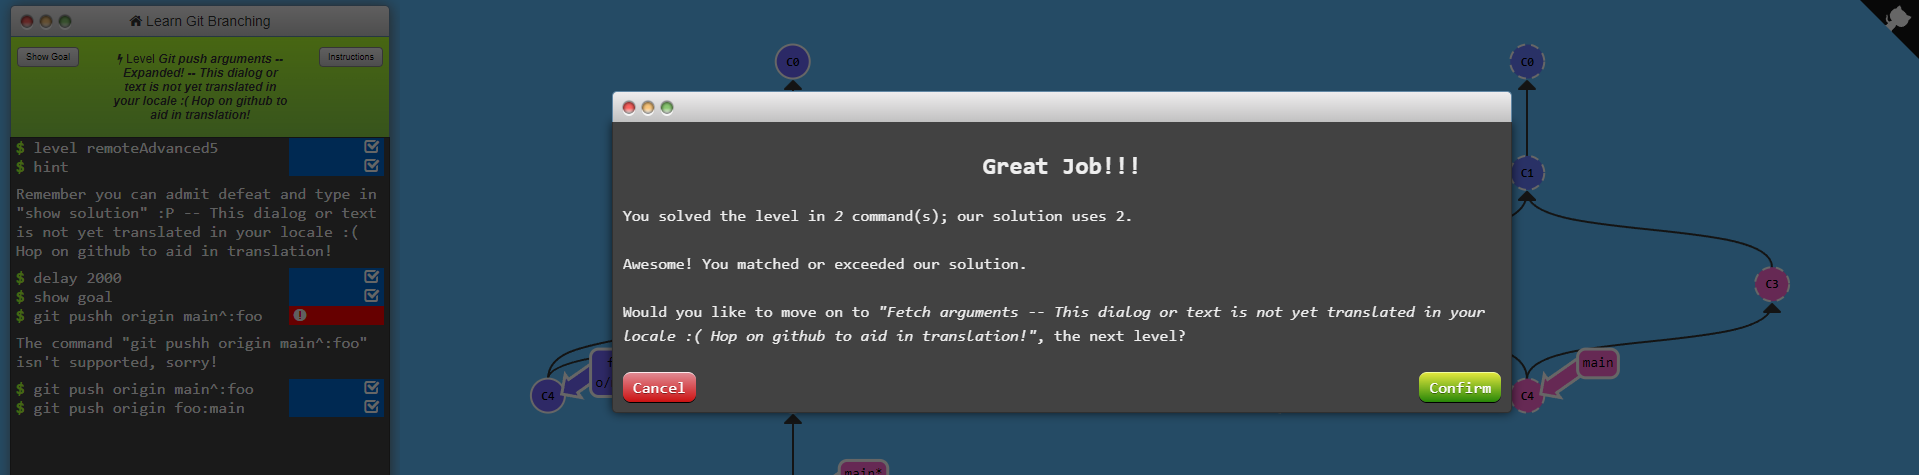 Learn Git Branching
Show Goal
Level Git push arguments --
Expanded! -- This dialog or
text is not yet translated in
your locale :( Hop on github to
aid in translation!
Instructions
$ level remoteAdvanced5
$ hint
Remember you can admit defeat and type in
"show solution" :P -- This dialog or text
is not yet translated in your locale :(
Hop on github to aid in translation!
$ delay 2000
$ show goal
$ git pushh origin main^:foo
The command "git pushh origin main^:foo"
isn't supported, sorry!
$ git push origin main^:foo
$ git push origin foo:main
C0
C4
main*
Great Job!!!
You solved the level in 2 command(s); our solution uses 2.
Awesome! You matched or exceeded our solution.
Would you like to move on to "Fetch arguments -- This dialog or text is not yet translated in your
locale :( Hop on github to aid in translation!", the next level?
Cancel
Confirm
C0
C1
C3
main
C4